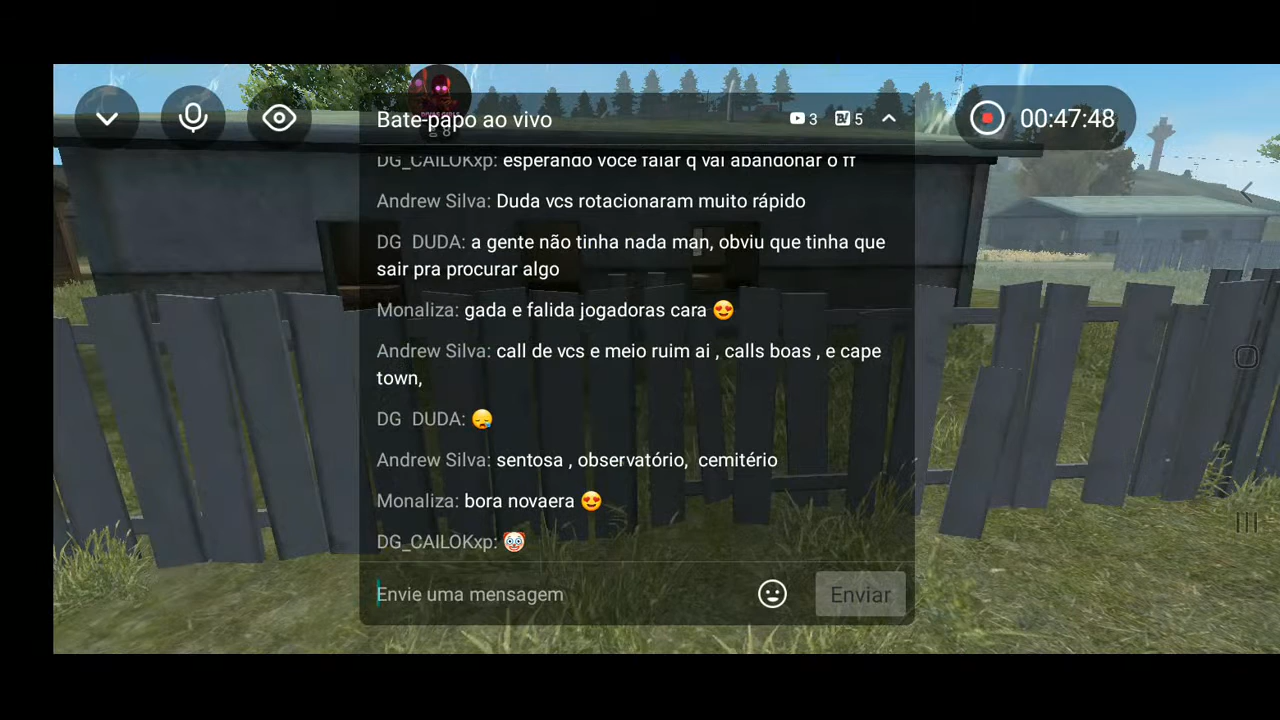 Bate-papo ao vivo 3 5 00:47:48
DG_CAILOKxp: esperando você falar q vai abandonar o ff
Andrew Silva: Duda vcs rotacionaram muito rápido
DG DUDA: a gente não tinha nada man, obviu que tinha que
sair pra procurar algo
Monaliza: gada e falida jogadoras cara 😍
Andrew Silva: call de vcs e meio ruim ai , calls boas , e cape
town,
DG DUDA: 😪
Andrew Silva: sentosa , observatório, cemitério
Monaliza: bora novaera 😍
DG_CAILOKxp: 🤡
Envie uma mensagem Enviar